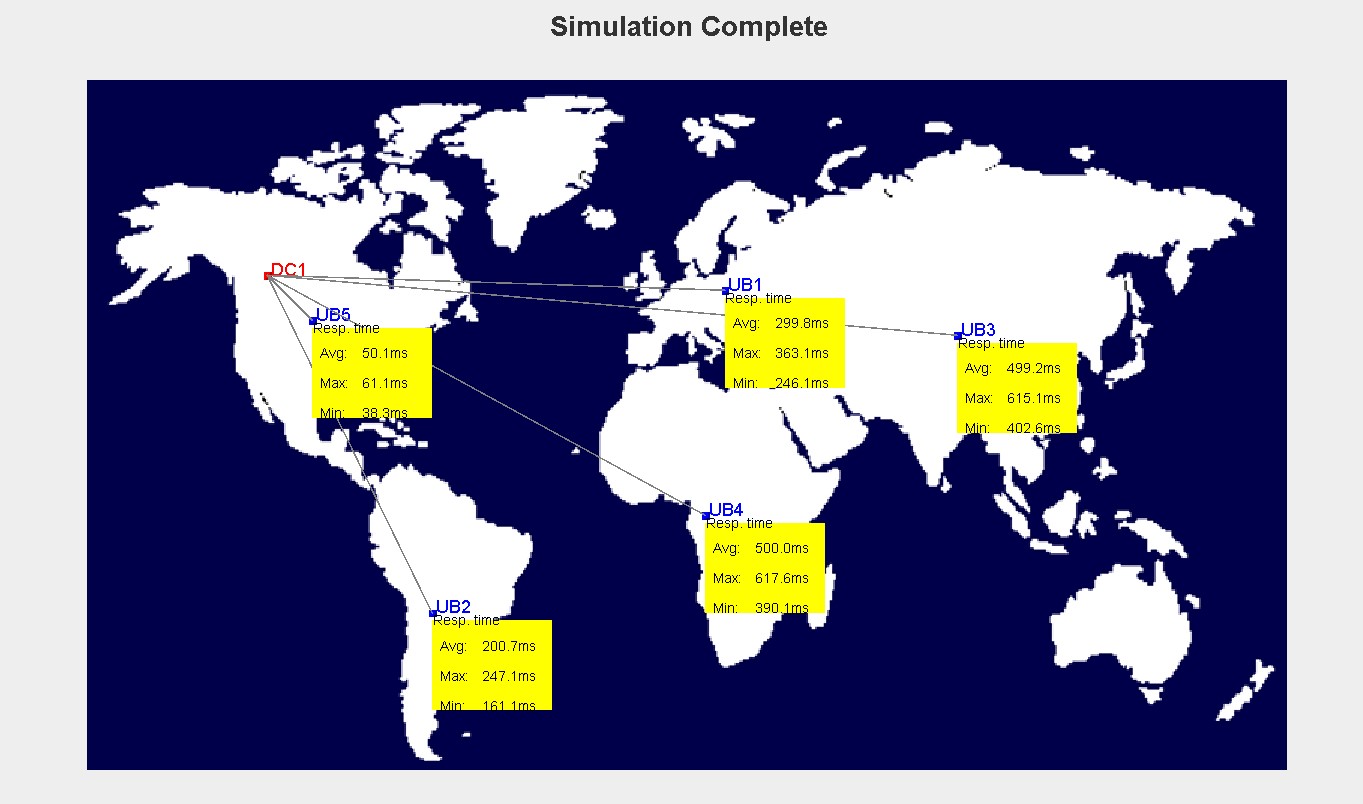 Simulation Complete
DC1
UB1
Resp. time
Avg: 299.8ms
Max: 363.1ms
Min: 246.1ms
UB5
Resp. time
Avg: 50.1ms
Max: 61.1ms
Min: 38.3ms
UB3
Resp. time
Avg: 499.2ms
Max: 615.1ms
Min: 402.6ms
UB4
Resp. time
Avg: 500.0ms
Max: 617.6ms
Min: 390.1ms
UB2
Resp. time
Avg: 200.7ms
Max: 247.1ms
Min: 161.1ms